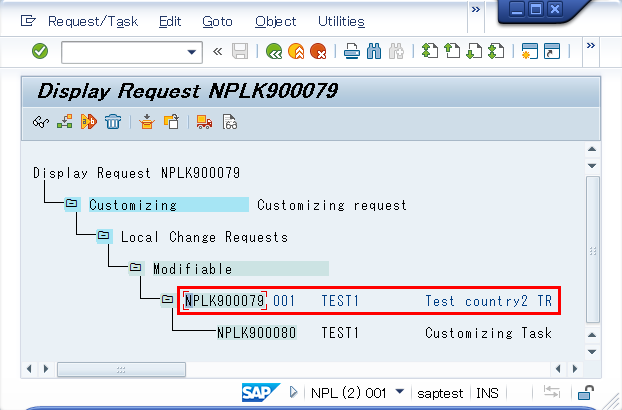 Request/Task Edit Goto Object Utilities »
«
»
Display Request NPLK900079
Display Request NPLK900079
Customizing Customizing request
Local Change Requests
Modifiable
NPLK900079 001 TEST1 Test country2 TR
NPLK900080 TEST1 Customizing Task
SAP NPL (2) 001 saptest INS